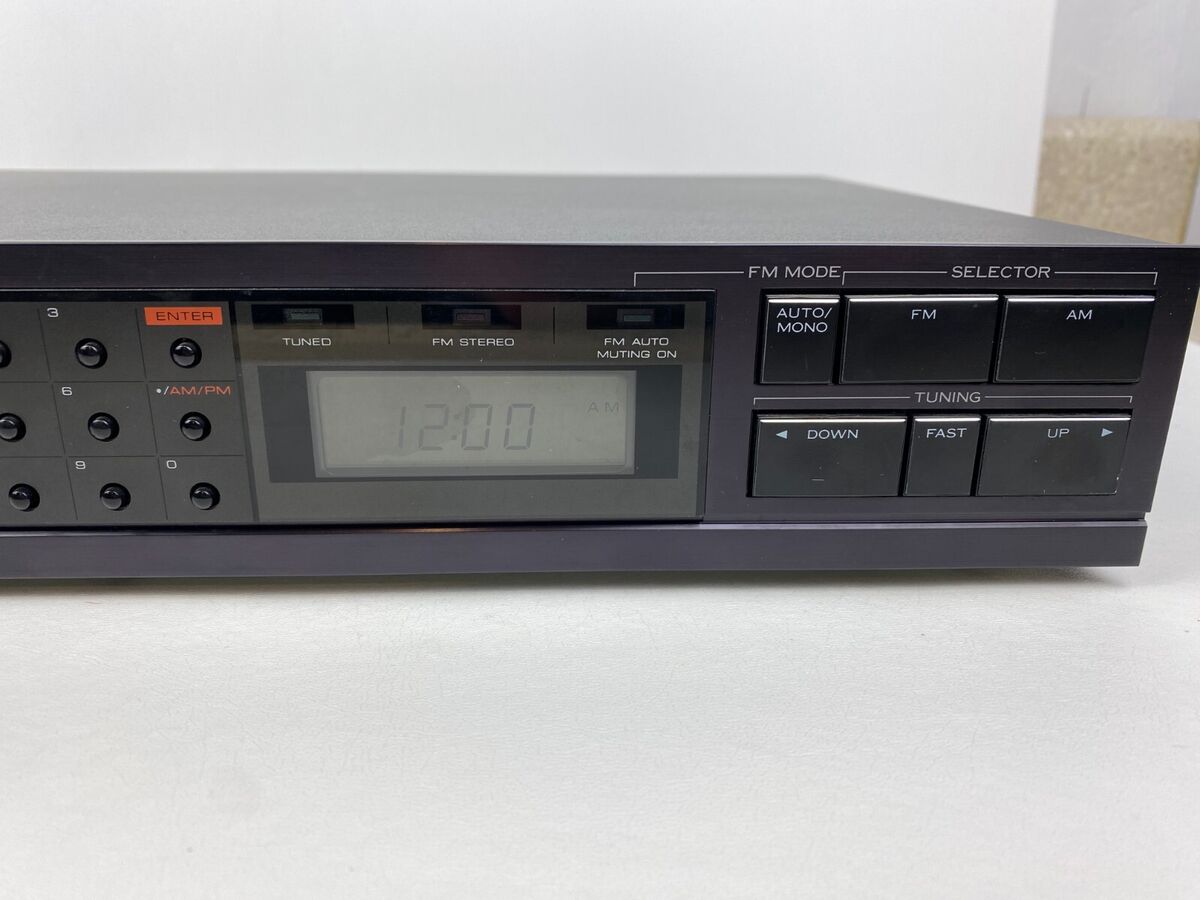 FM MODE
SELECTOR
3
ENTER
AUTO/
MONO
FM
AM
TUNED
FM STEREO
FM AUTO
MUTING ON
6
•/AM/PM
12:00
AM
TUNING
◄ DOWN
FAST
UP ►
9
0